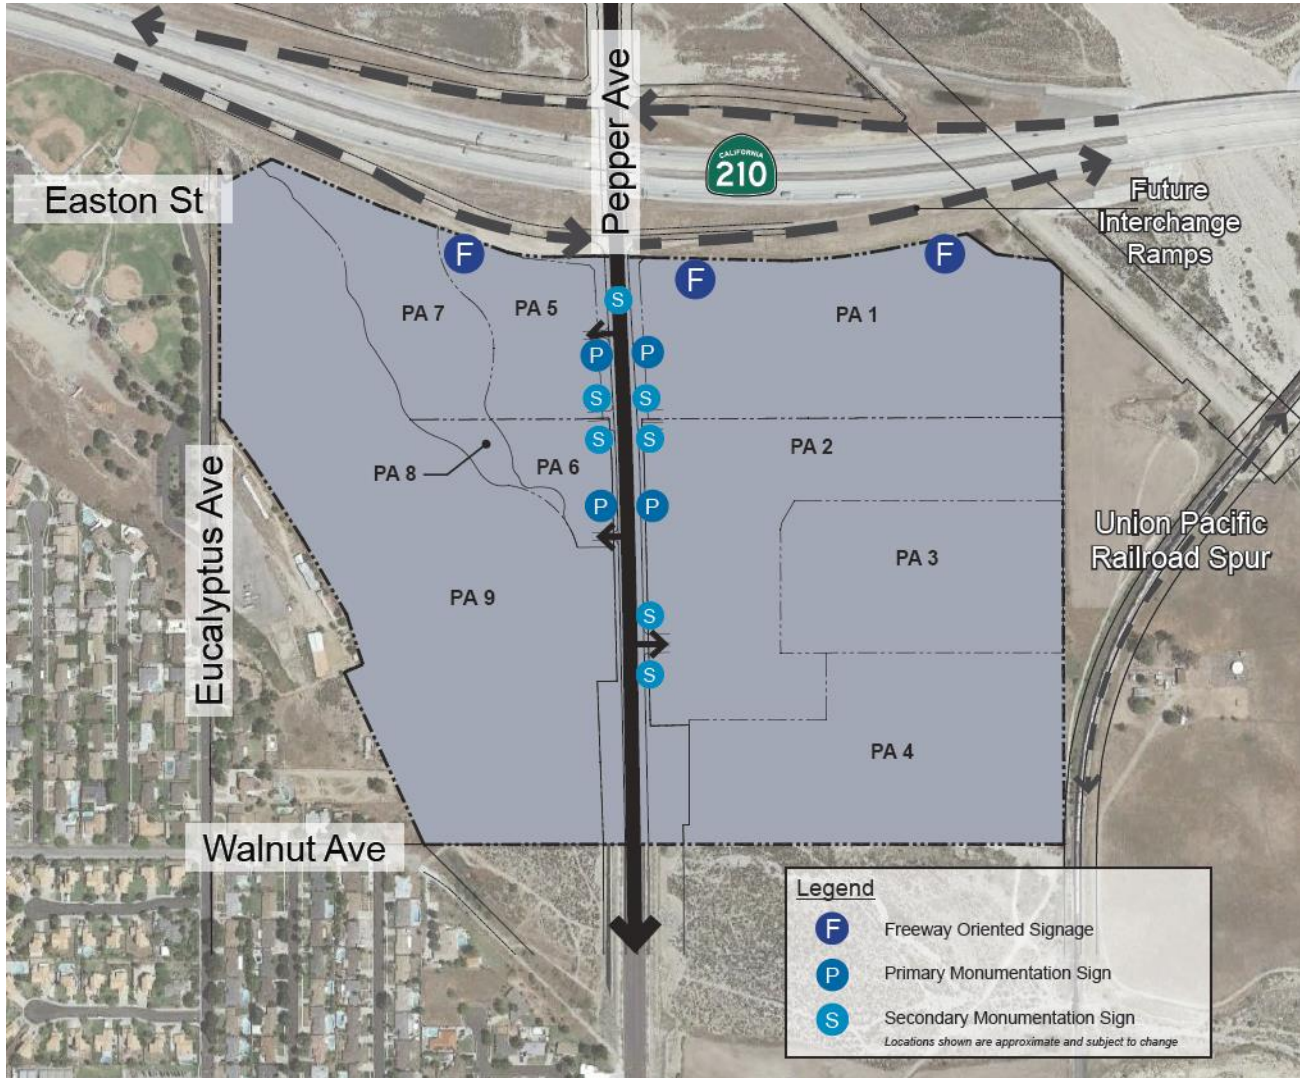 Pepper Ave
CALIFORNIA
210
Easton St
Future
Interchange
Ramps
F
F
F
S
PA 7
PA 5
PA 1
P
P
S
S
S
S
PA 8
PA 6
PA 2
P
P
Union Pacific
Railroad Spur
PA 3
Eucalyptus Ave
PA 9
S
S
PA 4
Walnut Ave
Legend
F Freeway Oriented Signage
P Primary Monumentation Sign
S Secondary Monumentation Sign
Locations shown are approximate and subject to change